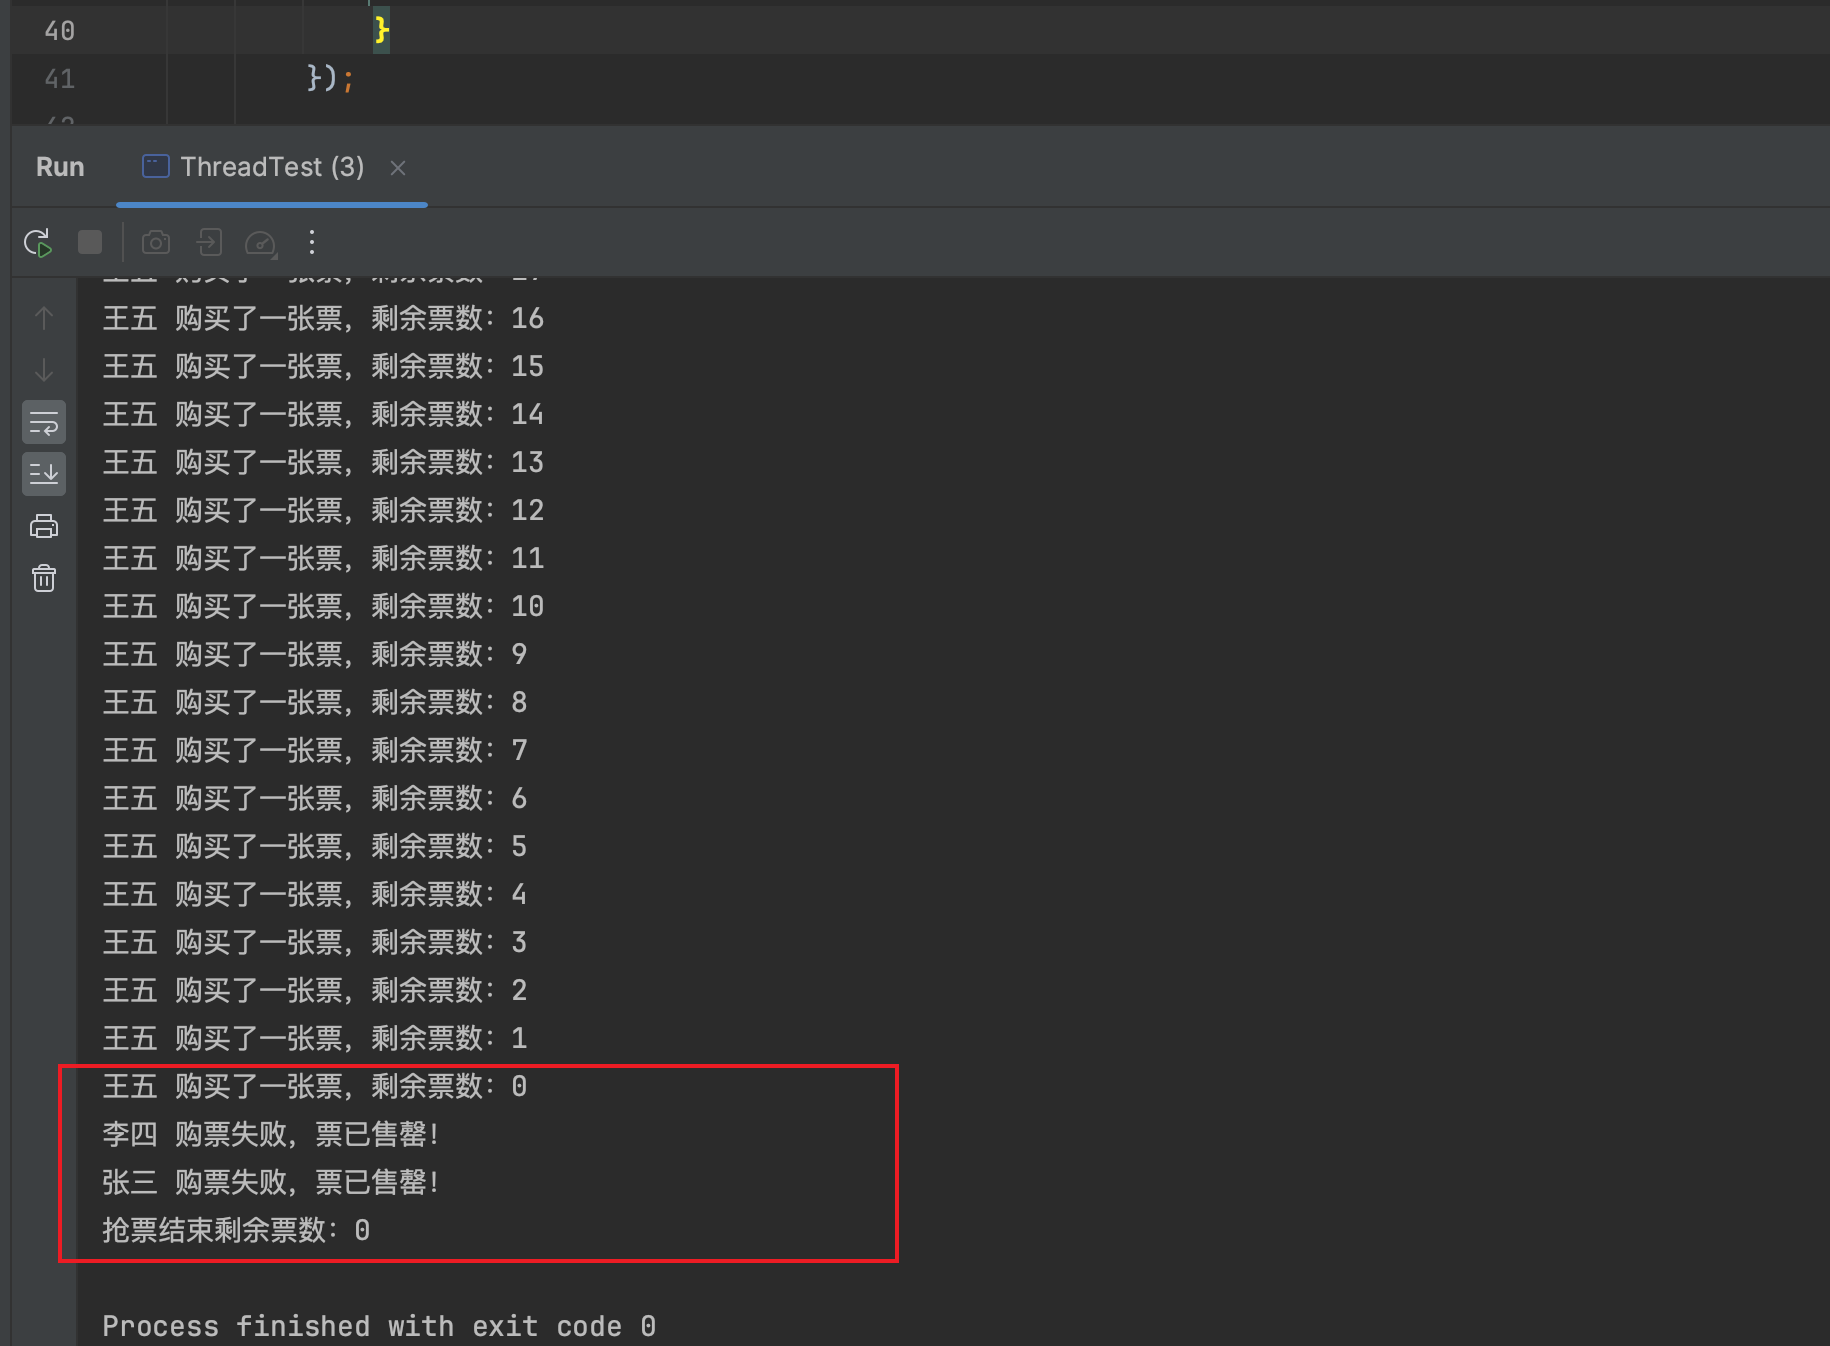 40 }
41 });
Run ThreadTest (3)
王五 购买了一张票，剩余票数：16
王五 购买了一张票，剩余票数：15
王五 购买了一张票，剩余票数：14
王五 购买了一张票，剩余票数：13
王五 购买了一张票，剩余票数：12
王五 购买了一张票，剩余票数：11
王五 购买了一张票，剩余票数：10
王五 购买了一张票，剩余票数：9
王五 购买了一张票，剩余票数：8
王五 购买了一张票，剩余票数：7
王五 购买了一张票，剩余票数：6
王五 购买了一张票，剩余票数：5
王五 购买了一张票，剩余票数：4
王五 购买了一张票，剩余票数：3
王五 购买了一张票，剩余票数：2
王五 购买了一张票，剩余票数：1
王五 购买了一张票，剩余票数：0
李四 购票失败，票已售罄！
张三 购票失败，票已售罄！
抢票结束剩余票数：0
Process finished with exit code 0